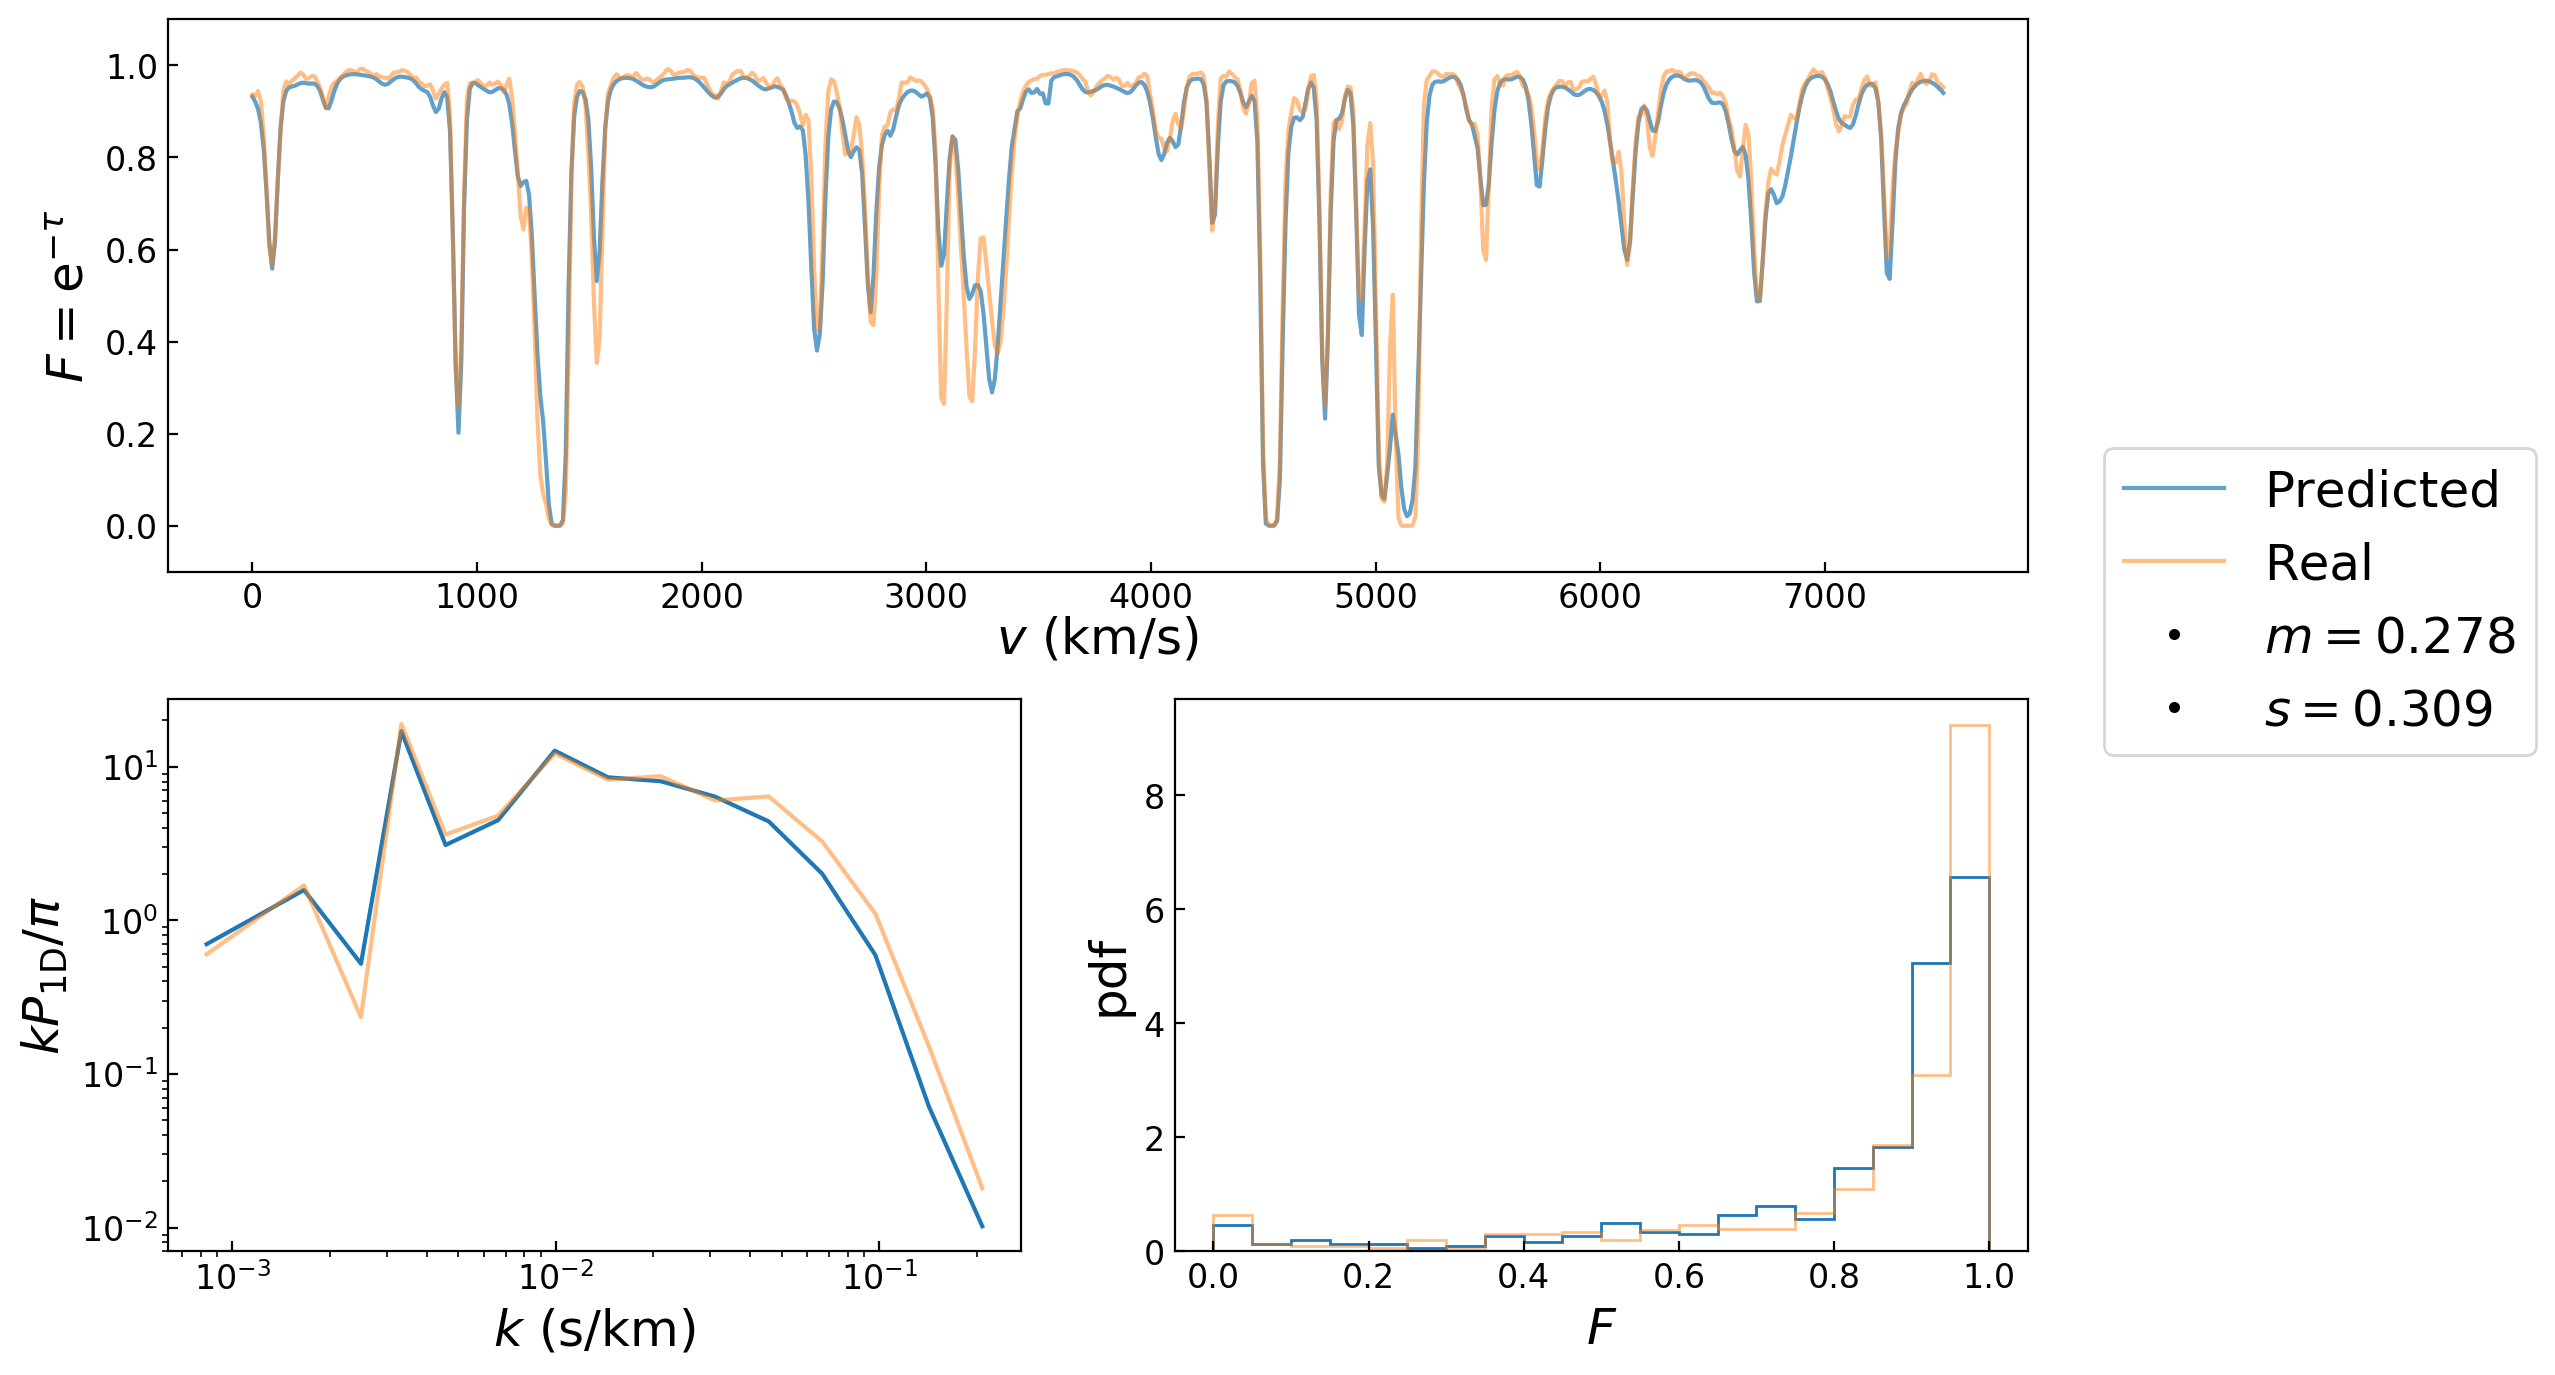 1.0
0.8
0.6
0.4
0.2
0.0
F = e^{-τ}
0 1000 2000 3000 4000 5000 6000 7000
v (km/s)
Predicted
Real
m = 0.278
s = 0.309
10^1
10^0
10^{-1}
10^{-2}
kP_{1D}/π
10^{-3} 10^{-2} 10^{-1}
k (s/km)
8
6
4
2
0
pdf
0.0 0.2 0.4 0.6 0.8 1.0
F